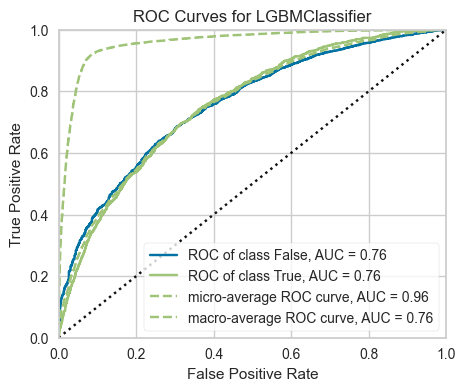 ROC Curves for LGBMClassifier
1.0
0.8
0.6
0.4
0.2
0.0
True Positive Rate
ROC of class False, AUC = 0.76
ROC of class True, AUC = 0.76
micro-average ROC curve, AUC = 0.96
macro-average ROC curve, AUC = 0.76
0.0 0.2 0.4 0.6 0.8 1.0
False Positive Rate